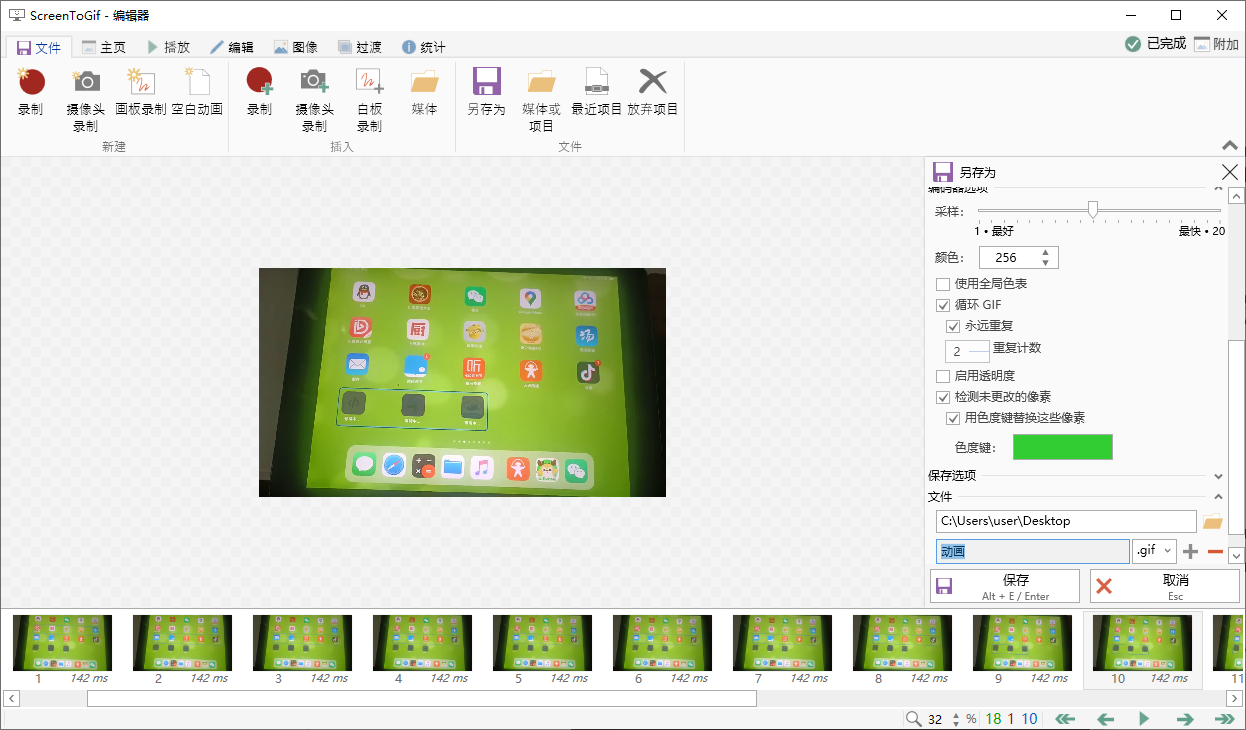 ScreenToGif - 编辑器
文件 主页 播放 编辑 图像 过渡 统计 已完成 附加
录制 摄像头录制 画板录制 空白动画 录制 摄像头录制 白板录制 媒体 另存为 媒体或项目 最近项目 放弃项目
新建 插入 文件
另存为
编码器选项
采样:
1 • 最好 最快 • 20
颜色: 256
使用全局色表
循环 GIF
永远重复
2 重复计数
启用透明度
检测未更改的像素
用色度键替换这些像素
色度键:
保存选项
文件
C:\Users\user\Desktop
动画 .gif
保存 取消
Alt + E / Enter Esc
1 142 ms 2 142 ms 3 142 ms 4 142 ms 5 142 ms 6 142 ms 7 142 ms 8 142 ms 9 142 ms 10 142 ms 11
32 % 18 1 10